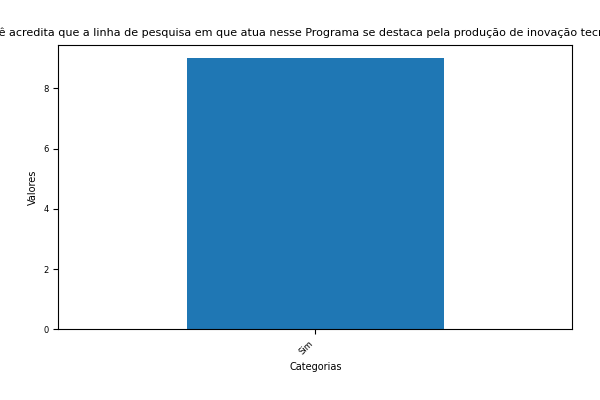 ê acredita que a linha de pesquisa em que atua nesse Programa se destaca pela produção de inovação tecn
8
6
4
2
0
Valores
Sim
Categorias